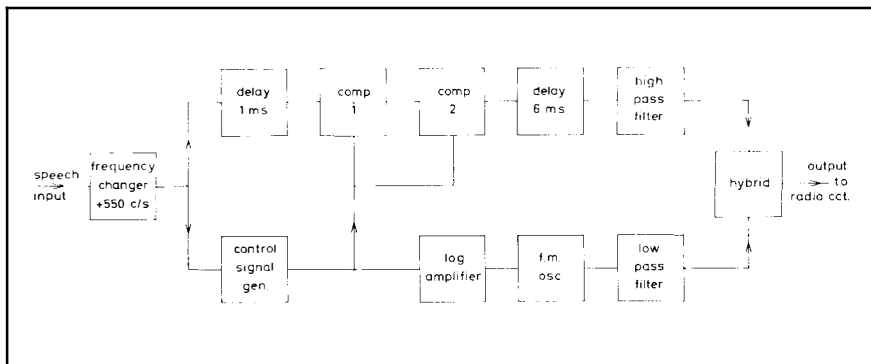 delay
1 ms
comp
1
comp
2
delay
6 ms
high
pass
filter
speech
input
frequency
changer
+550 c/s
hybrid
output
to
radio cct.
control
signal
gen.
log
amplifier
f.m.
osc
low
pass
filter